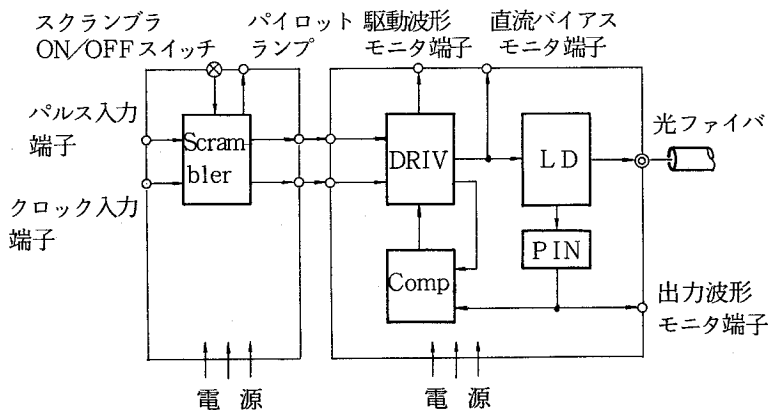 スクランブラ
ON/OFFスイッチ
パイロット
ランプ
駆動波形
モニタ端子
直流バイアス
モニタ端子
パルス入力
端子
クロック入力
端子
Scram-
bler
DRIV
LD
光ファイバ
PIN
Comp
出力波形
モニタ端子
電源
電源